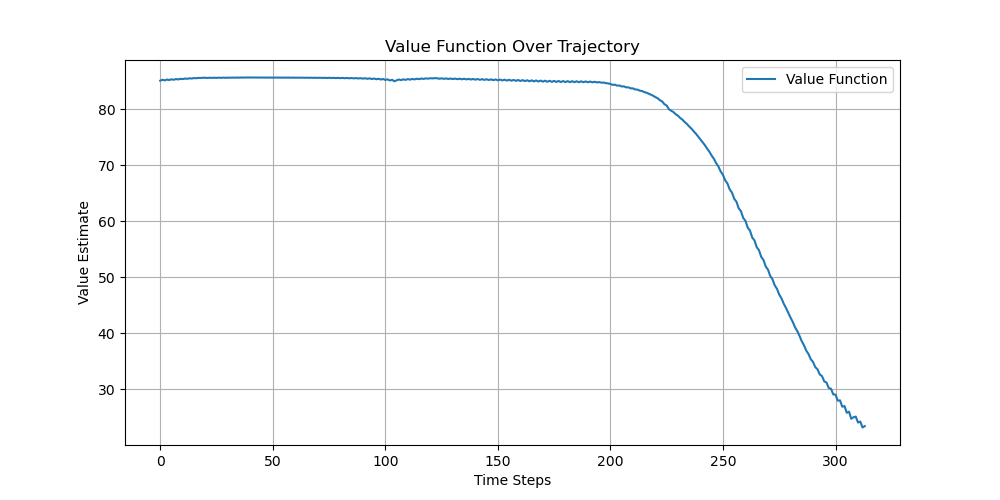 Value Function Over Trajectory
Value Function
Value Estimate
80
70
60
50
40
30
0 50 100 150 200 250 300
Time Steps